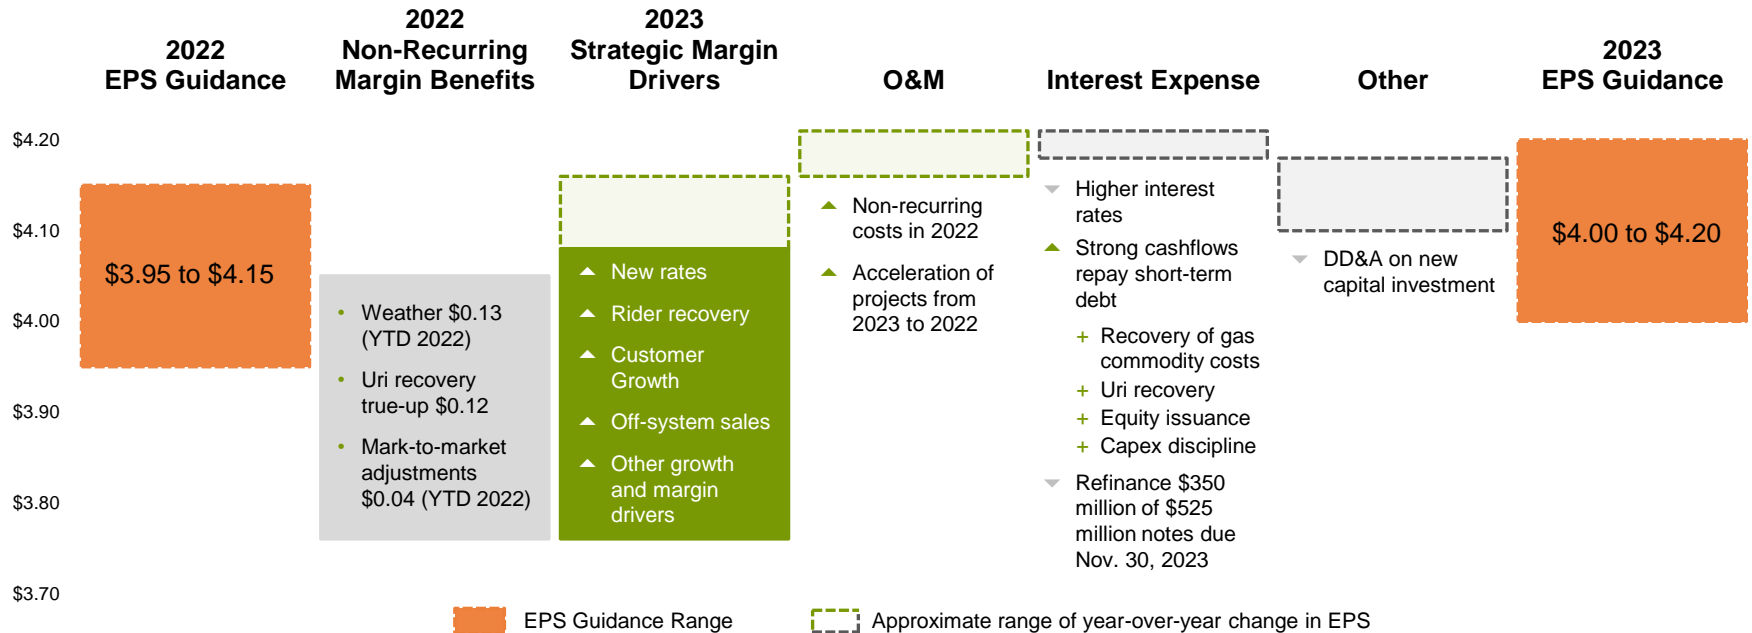 2022
EPS Guidance
2022
Non-Recurring
Margin Benefits
2023
Strategic Margin
Drivers
O&M
Interest Expense
Other
2023
EPS Guidance
$4.20
$4.10
$4.00
$3.90
$3.80
$3.70
$3.95 to $4.15
• Weather $0.13
(YTD 2022)
• Uri recovery
true-up $0.12
• Mark-to-market
adjustments
$0.04 (YTD 2022)
New rates
Rider recovery
Customer
Growth
Off-system sales
Other growth
and margin
drivers
Non-recurring
costs in 2022
Acceleration of
projects from
2023 to 2022
Higher interest
rates
Strong cashflows
repay short-term
debt
+ Recovery of gas
commodity costs
+ Uri recovery
+ Equity issuance
+ Capex discipline
Refinance $350
million of $525
million notes due
Nov. 30, 2023
DD&A on new
capital investment
$4.00 to $4.20
EPS Guidance Range
Approximate range of year-over-year change in EPS